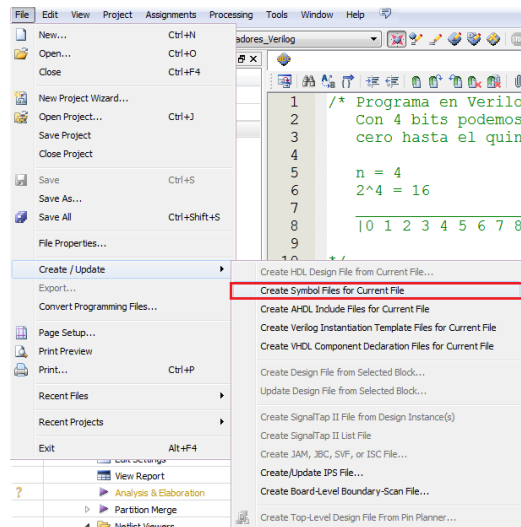 File Edit View Project Assignments Processing Tools Window Help
New... Ctrl+N
Open... Ctrl+O
Close Ctrl+F4
New Project Wizard...
Open Project... Ctrl+J
Save Project
Close Project
Save Ctrl+S
Save As...
Save All Ctrl+Shift+S
File Properties...
Create / Update
Export...
Convert Programming Files...
Page Setup...
Print Preview
Print... Ctrl+P
Recent Files
Recent Projects
Exit Alt+F4
View Report
? Analysis & Elaboration
Partition Merge
Netlist Viewers
adores_Verilog
1 /* Programa en Verilo
2 Con 4 bits podemos
3 cero hasta el quin
4
5 n = 4
6 2^4 = 16
7
8 |0 1 2 3 4 5 6 7 8
9
10 */
Create HDL Design File from Current File...
Create Symbol Files for Current File
Create AHDL Include Files for Current File
Create Verilog Instantiation Template Files for Current File
Create VHDL Component Declaration Files for Current File
Create Design File from Selected Block...
Update Design File from Selected Block...
Create SignalTap II File from Design Instance(s)
Create SignalTap II List File
Create JAM, JBC, SVF, or ISC File...
Create/Update IPS File...
Create Board-Level Boundary-Scan File...
Create Top-Level Design File From Pin Planner...